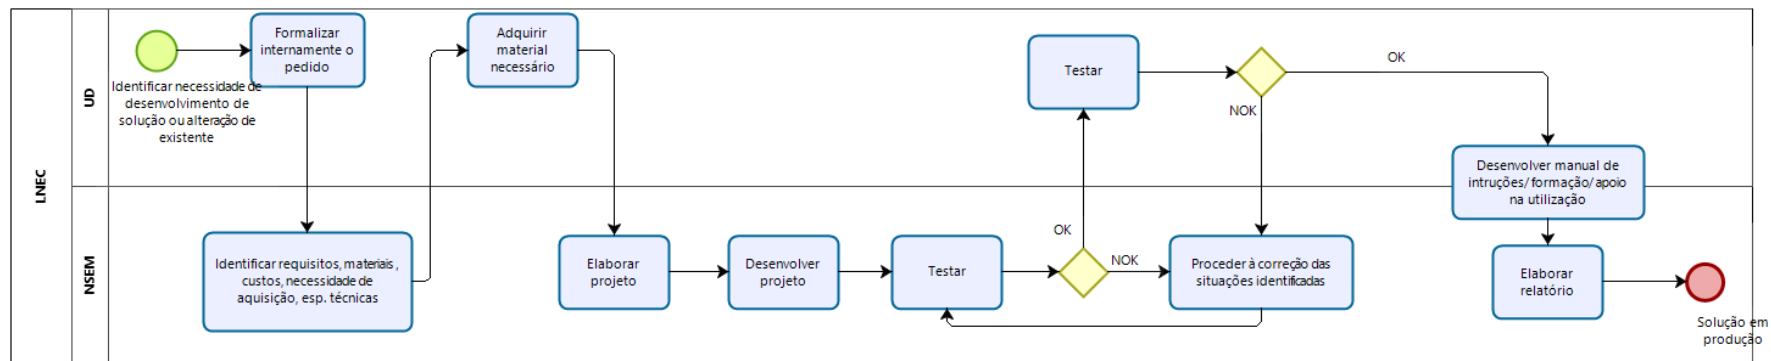 LNEC
UD
NSEM
Identificar necessidade de
desenvolvimento de
solução ou alteração de
existente
Formalizar
internamente o
pedido
Identificar requisitos, materiais ,
custos, necessidade de
aquisição, esp. técnicas
Adquirir
material
necessário
Elaborar
projeto
Desenvolver
projeto
Testar
OK
NOK
Testar
OK
NOK
Proceder à correção das
situações identificadas
Desenvolver manual de
intruções/formação/apoio
na utilização
Elaborar
relatório
Solução em
produção